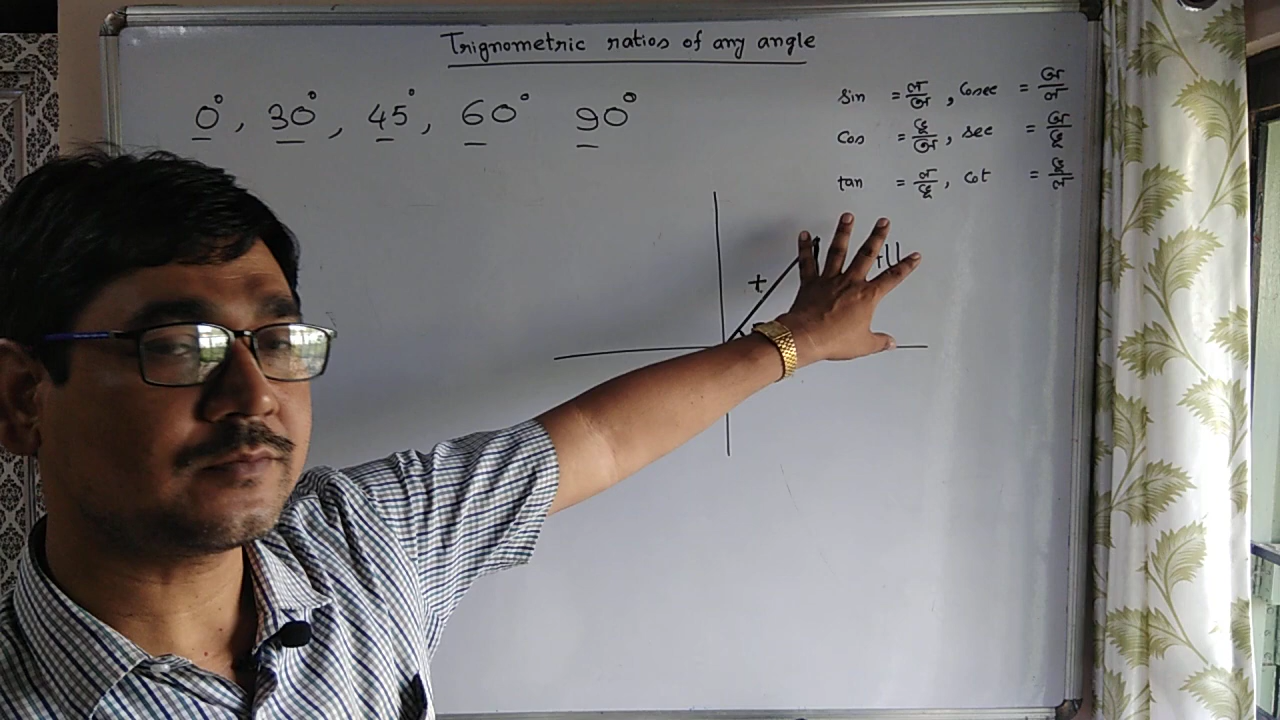 Trignometric ratios of any angle
0°, 30°, 45°, 60° 90°
sin = ल/अ, Cosec = अ/ल
cos = क्ष/अ, sec = अ/क्ष
tan = ल/क्ष, cot = क्ष/ल
+
+